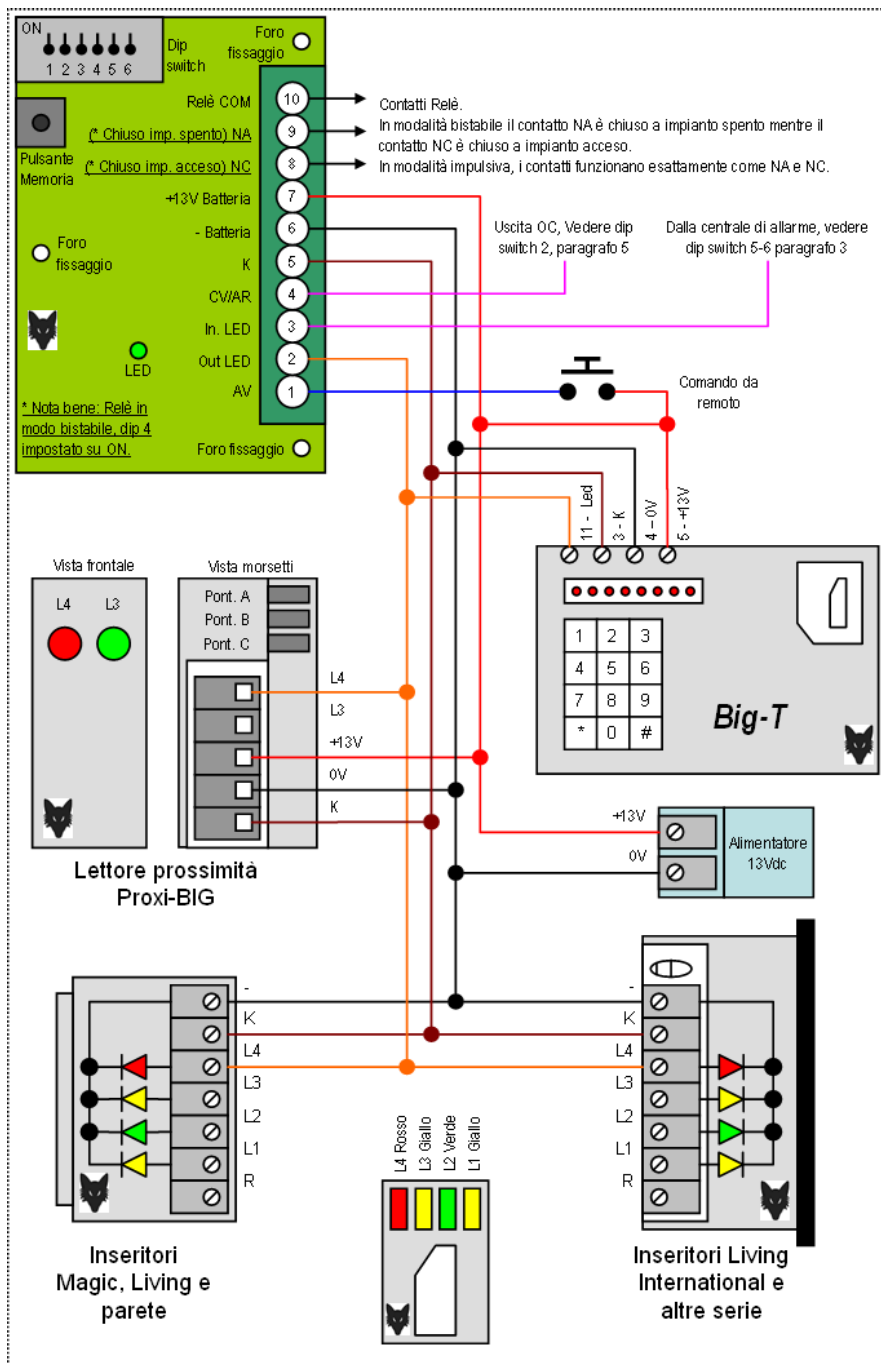 ON
1 2 3 4 5 6
Dip
switch
Foro
fissaggio
Pulsante
Memoria
Relè COM
(* Chiuso imp. spento) NA
(* Chiuso imp. acceso) NC
+13V Batteria
- Batteria
K
CV/AR
In. LED
Out LED
AV
10
9
8
7
6
5
4
3
2
1
Foro
fissaggio
LED
* Nota bene: Relè in
modo bistabile, dip 4
impostato su ON.
Foro fissaggio
Contatti Relè.
In modalità bistabile il contatto NA è chiuso a impianto spento mentre il
contatto NC è chiuso a impianto acceso.
In modalità impulsiva, i contatti funzionano esattamente come NA e NC.
Uscita OC, Vedere dip
switch 2, paragrafo 5
Dalla centrale di allarme, vedere
dip switch 5-6 paragrafo 3
Comando da
remoto
11 - Led
3 - K
4 – 0V
5 - +13V
1 2 3
4 5 6
7 8 9
* 0 #
Big-T
Vista frontale
L4 L3
Vista morsetti
Pont. A
Pont. B
Pont. C
L4
L3
+13V
0V
K
Lettore prossimità
Proxi-BIG
+13V
0V
Alimentatore
13Vdc
-
K
L4
L3
L2
L1
R
Inseritori
Magic, Living e
parete
L4 Rosso
L3 Giallo
L2 Verde
L1 Giallo
-
K
L4
L3
L2
L1
R
Inseritori Living
International e
altre serie